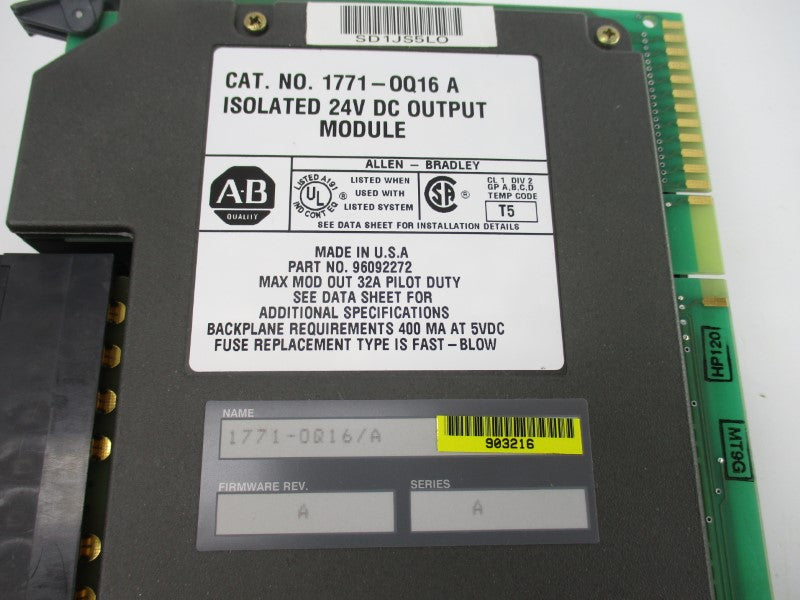 SD1JS5LO
CAT. NO. 1771-OQ16 A
ISOLATED 24V DC OUTPUT
MODULE
ALLEN - BRADLEY
A-B
QUALITY
LISTED A191
UL
IND CONT EQ
®
LISTED WHEN
USED WITH
LISTED SYSTEM
SA
®
CL 1 DIV 2
GP A,B,C,D
TEMP CODE
T5
SEE DATA SHEET FOR INSTALLATION DETAILS
MADE IN U.S.A
PART NO. 96092272
MAX MOD OUT 32A PILOT DUTY
SEE DATA SHEET FOR
ADDITIONAL SPECIFICATIONS
BACKPLANE REQUIREMENTS 400 MA AT 5VDC
FUSE REPLACEMENT TYPE IS FAST-BLOW
HP120
MT9G
NAME
1771-OQ16/A
903216
FIRMWARE REV.
A
SERIES
A